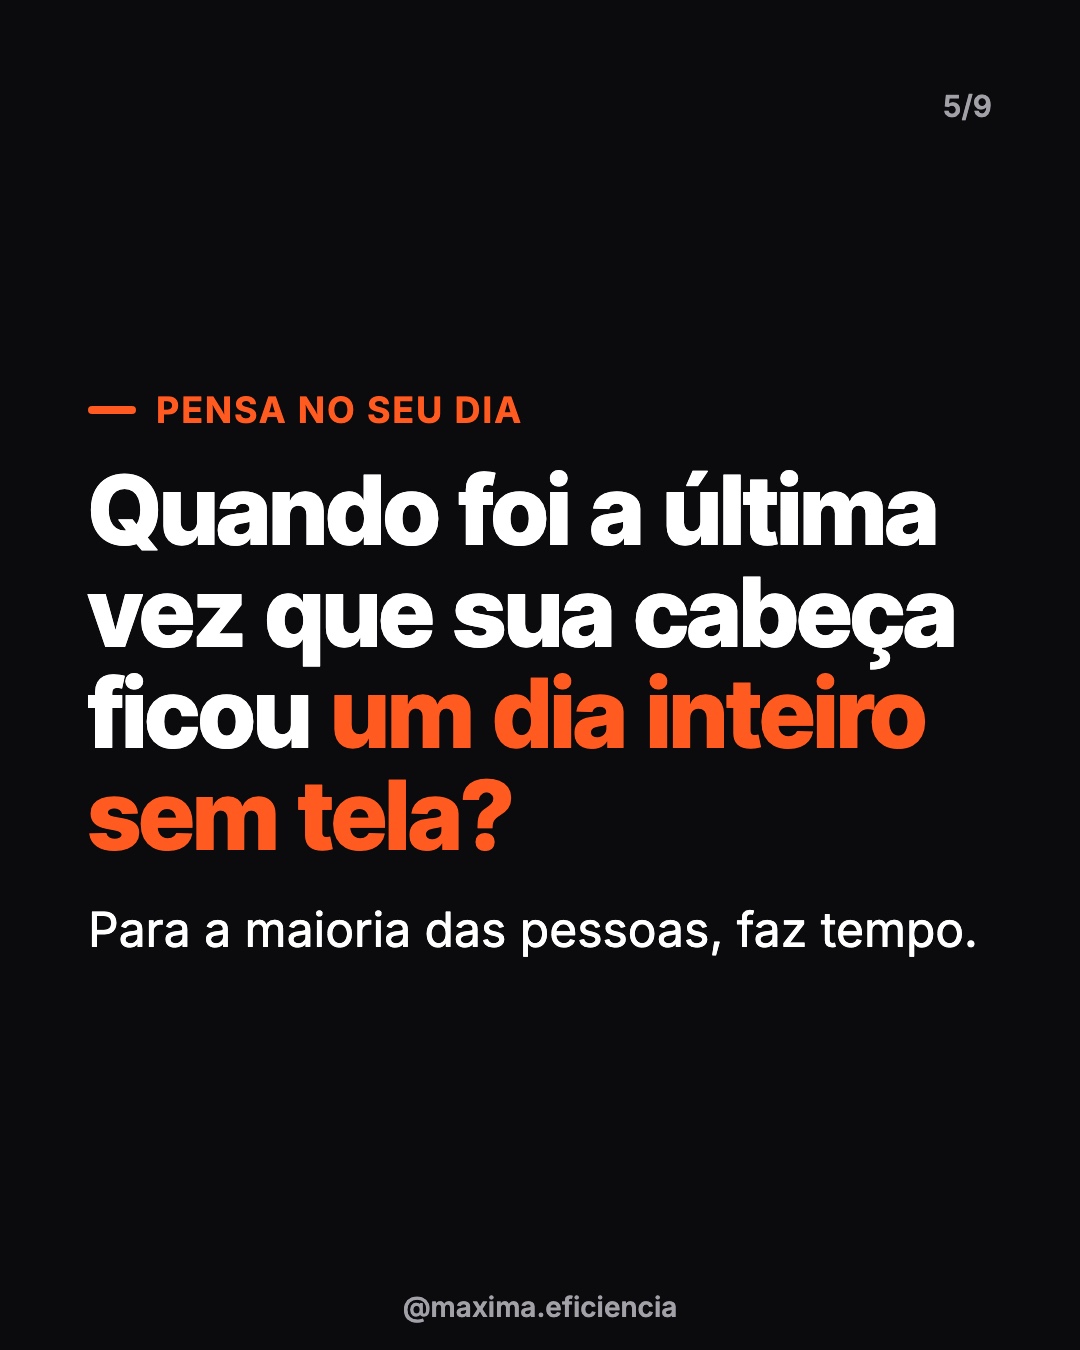 5/9
PENSA NO SEU DIA
Quando foi a última
vez que sua cabeça
ficou um dia inteiro
sem tela?
Para a maioria das pessoas, faz tempo.
@maxima.eficiencia